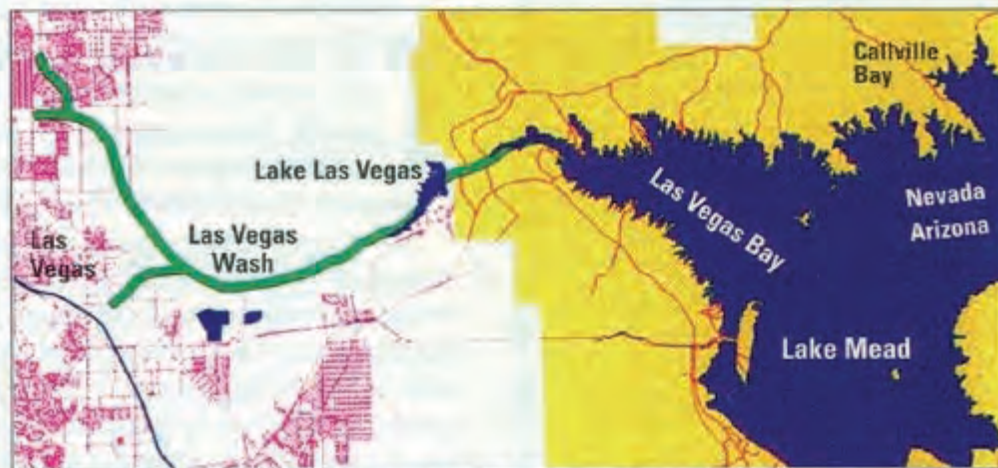 Callville
Bay
Lake Las Vegas
Las Vegas Bay
Nevada
Arizona
Las
Vegas
Las Vegas
Wash
Lake Mead